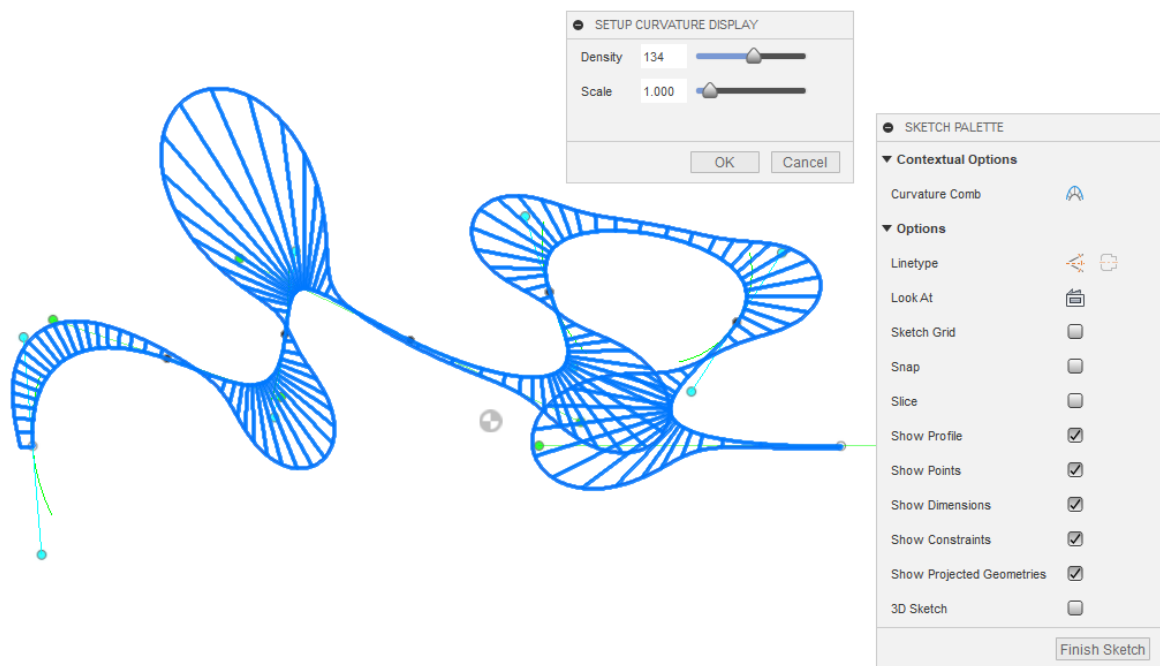 SETUP CURVATURE DISPLAY
Density 134
Scale 1.000
OK Cancel
SKETCH PALETTE
Contextual Options
Curvature Comb
Options
Linetype
Look At
Sketch Grid
Snap
Slice
Show Profile
Show Points
Show Dimensions
Show Constraints
Show Projected Geometries
3D Sketch
Finish Sketch